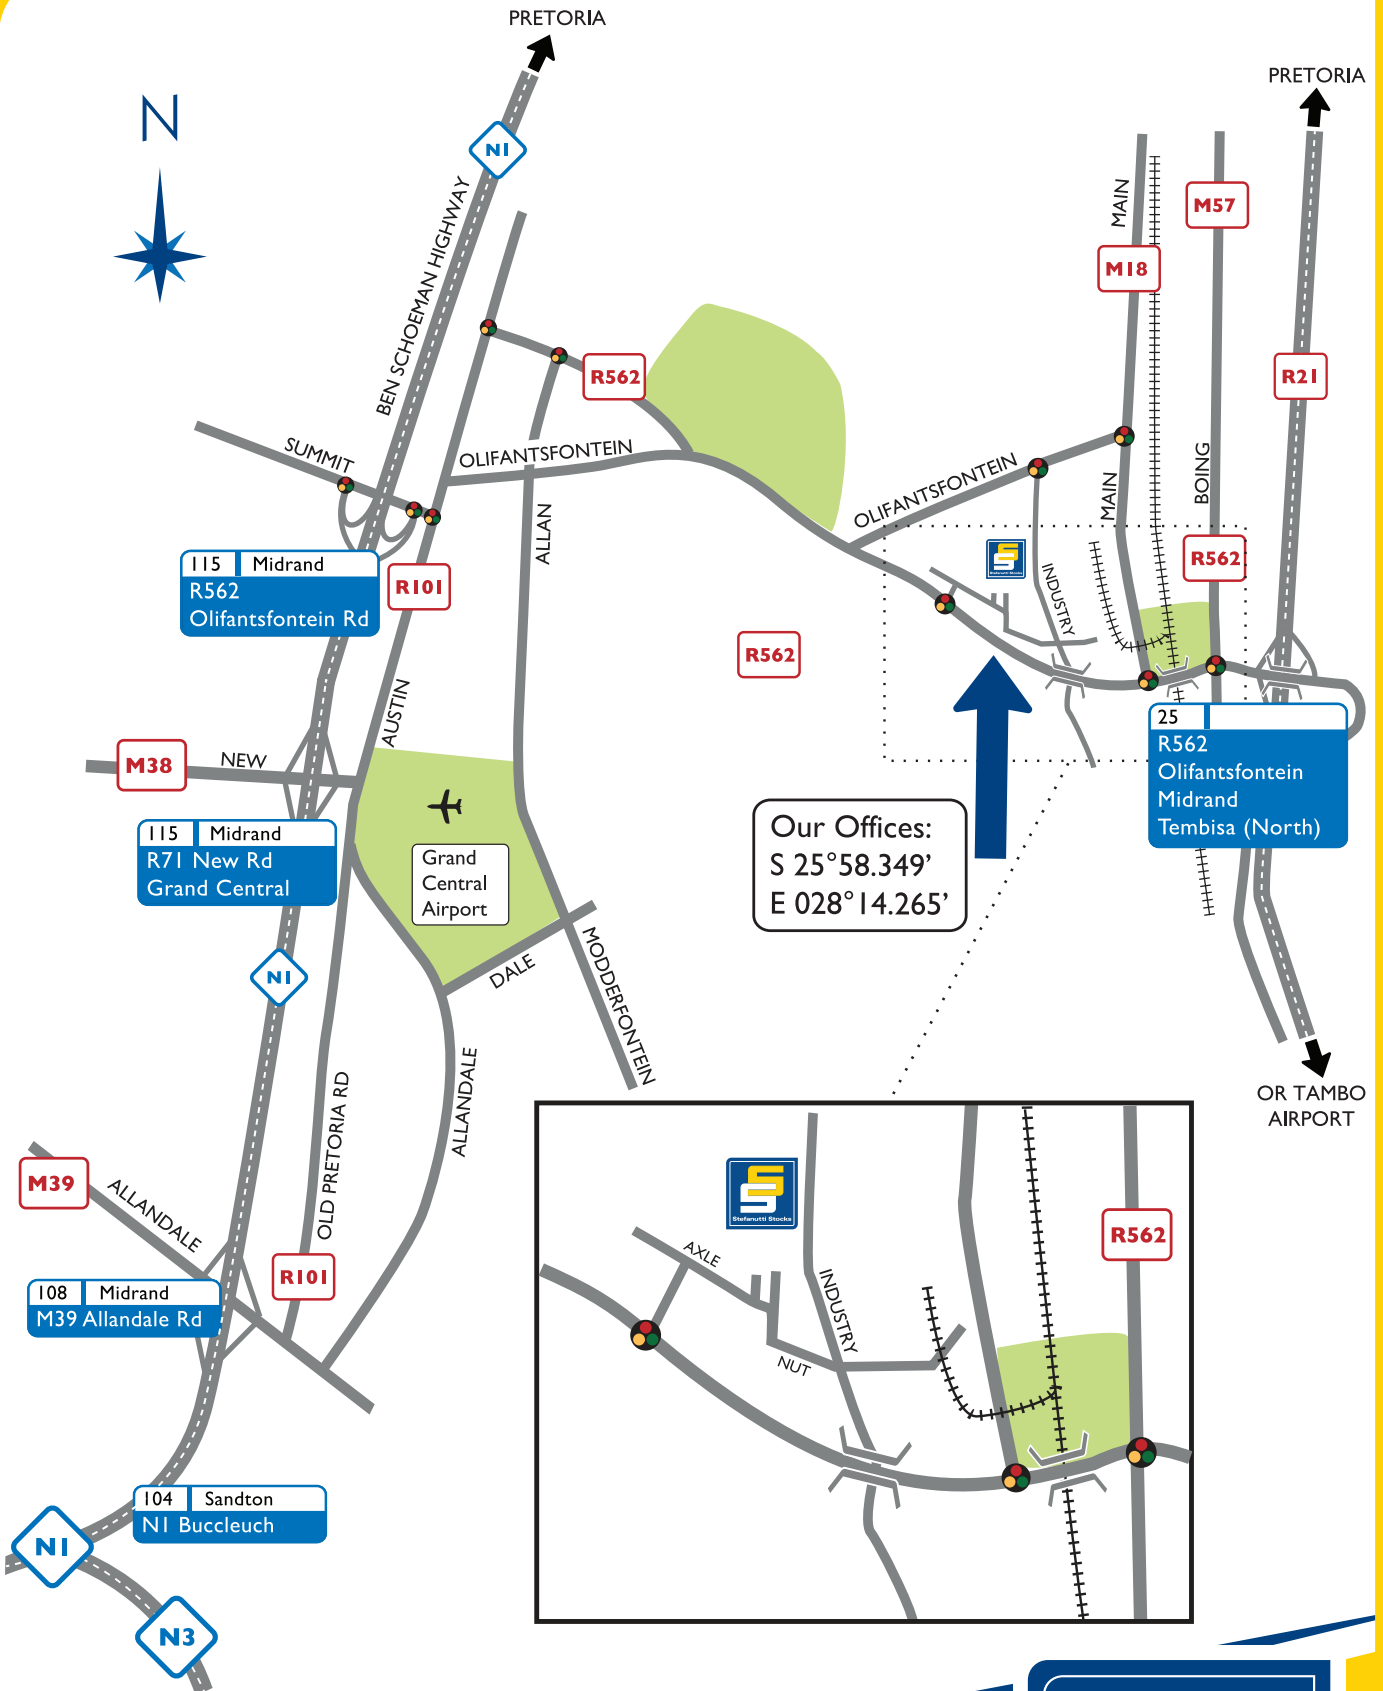 PRETORIA
PRETORIA
N
N1
BEN SCHOEMAN HIGHWAY
MAIN
M57
M18
R562
R21
SUMMIT
OLIFANTSFONTEIN
OLIFANTSFONTEIN
MAIN
BOING
ALLAN
Stefanutti Stocks
INDUSTRY
R562
115 Midrand
R562
Olifantsfontein Rd
R101
R562
AUSTIN
M38
NEW
25
R562
Olifantsfontein
Midrand
Tembisa (North)
115 Midrand
R71 New Rd
Grand Central
Grand
Central
Airport
Our Offices:
S 25°58.349’
E 028°14.265’
N1
DALE
MODDERFONTEIN
OLD PRETORIA RD
ALLANDALE
OR TAMBO
AIRPORT
M39
ALLANDALE
Stefanutti Stocks
R562
AXLE
INDUSTRY
NUT
R101
108 Midrand
M39 Allandale Rd
104 Sandton
N1 Buccleuch
N1
N3